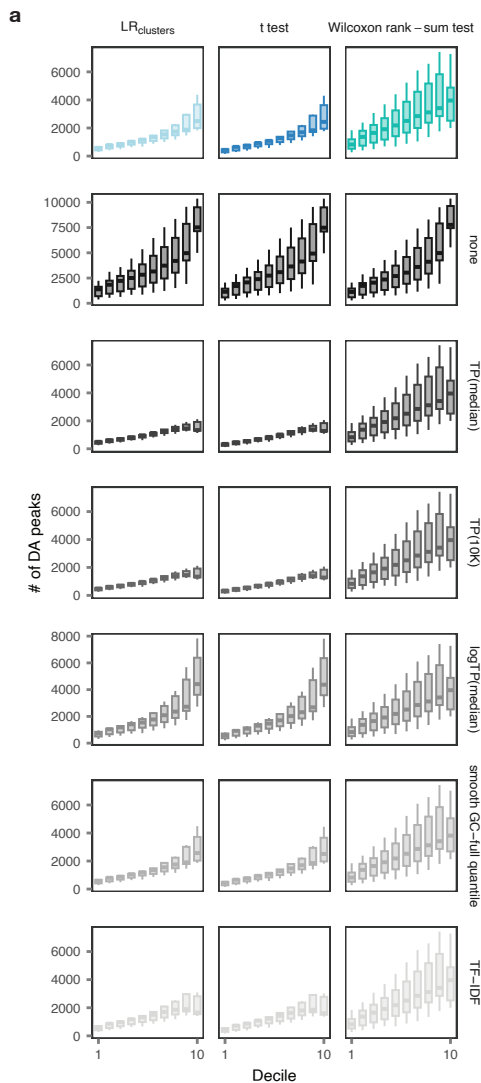 a
LRclusters t test Wilcoxon rank–sum test
6000
4000
2000
0
10000
7500
5000
2500
0
none
6000
4000
2000
0
TP(median)
6000
4000
2000
0
TP(10K)
# of DA peaks
8000
6000
4000
2000
0
logTP(median)
6000
4000
2000
0
smooth GC–full quantile
6000
4000
2000
0
TF–IDF
1 10 1 10 1 10
Decile